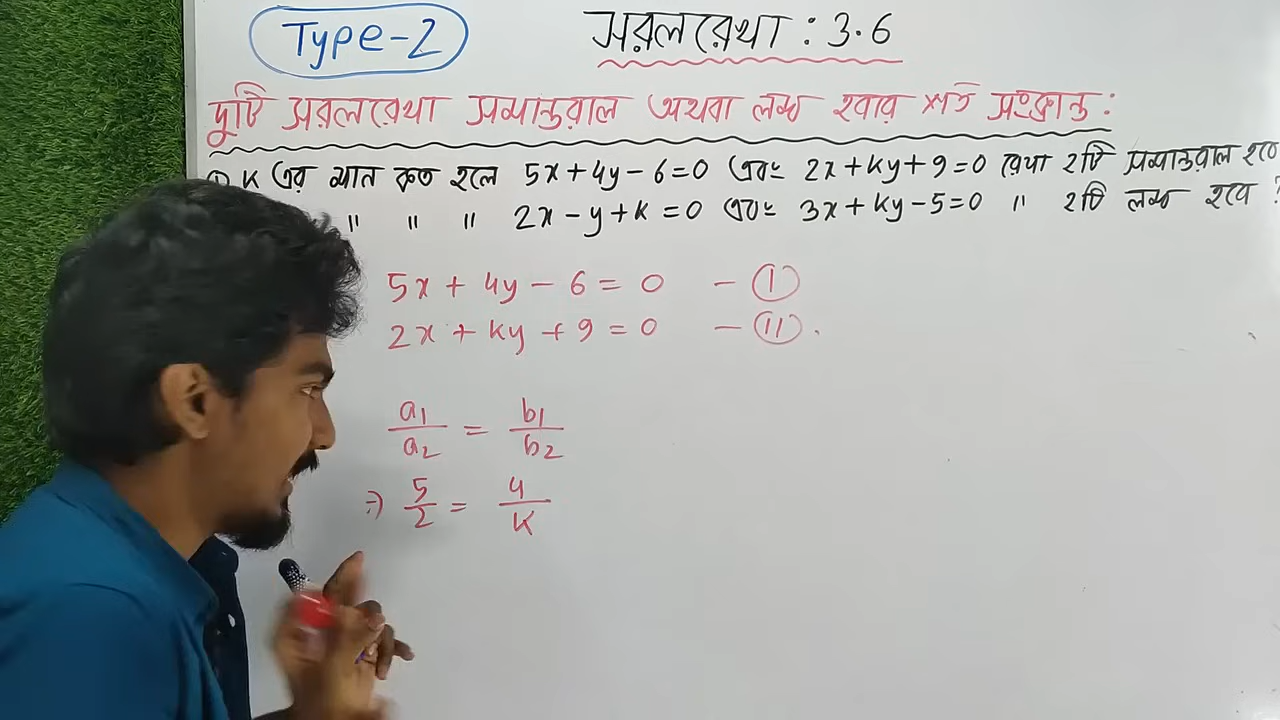 Type-2
সরলরেখা : 3.6
দুটি সরলরেখা সমান্তরাল অথবা লম্ব হবার শর্ত সংক্রান্ত :
K এর মান কত হলে 5x + 4y - 6 = 0 এবং 2x + ky + 9 = 0 রেখা 2টি সমান্তরাল হবে
" " " 2x - y + k = 0 এবং 3x + ky - 5 = 0 " 2টি লম্ব হবে ?
5x + 4y - 6 = 0 - (I)
2x + ky + 9 = 0 - (II).
a₁/a₂ = b₁/b₂
⇒ 5/2 = 4/K